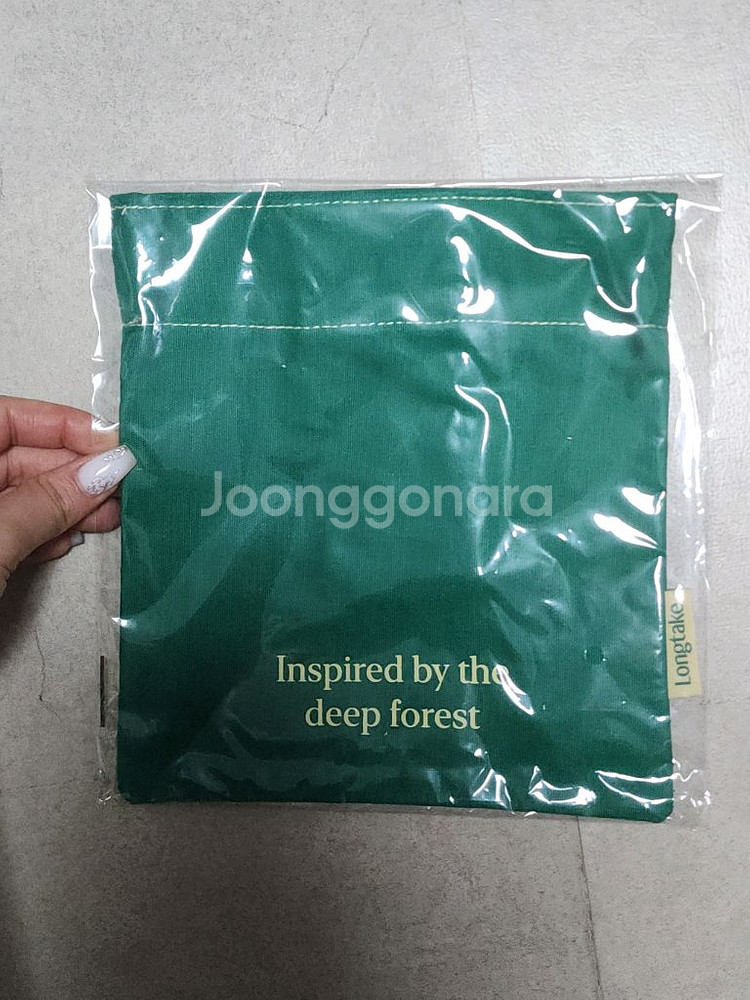 Joonggonara
Inspired by the
deep forest
Longtake